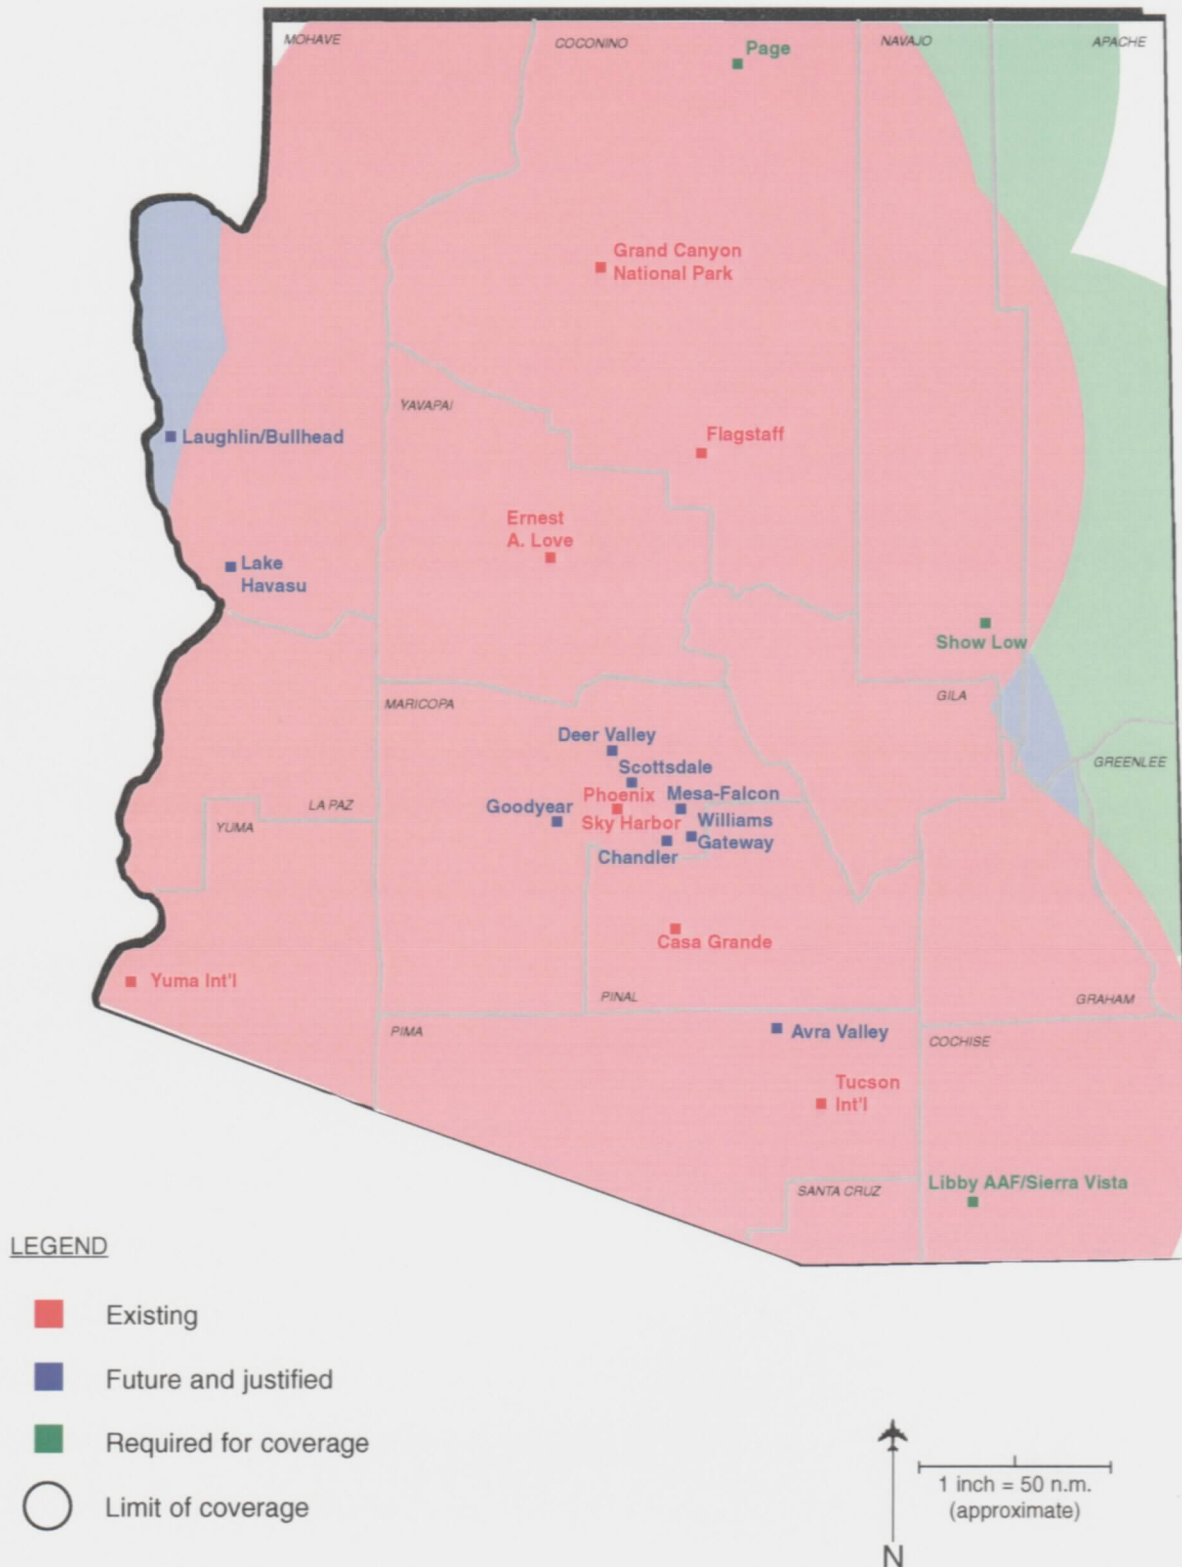 MOHAVE
COCONINO
Page
NAVAJO
APACHE
Grand Canyon
National Park
YAVAPAI
Laughlin/Bullhead
Flagstaff
Ernest
A. Love
Lake
Havasu
Show Low
MARICOPA
GILA
Deer Valley
Scottsdale
GREENLEE
Phoenix
Sky Harbor
Mesa-Falcon
Goodyear
LA PAZ
YUMA
Williams
Gateway
Chandler
Casa Grande
Yuma Int'l
PINAL
GRAHAM
PIMA
Avra Valley
COCHISE
Tucson
Int'l
SANTA CRUZ
Libby AAF/Sierra Vista
LEGEND
Existing
Future and justified
Required for coverage
Limit of coverage
1 inch = 50 n.m.
(approximate)
N